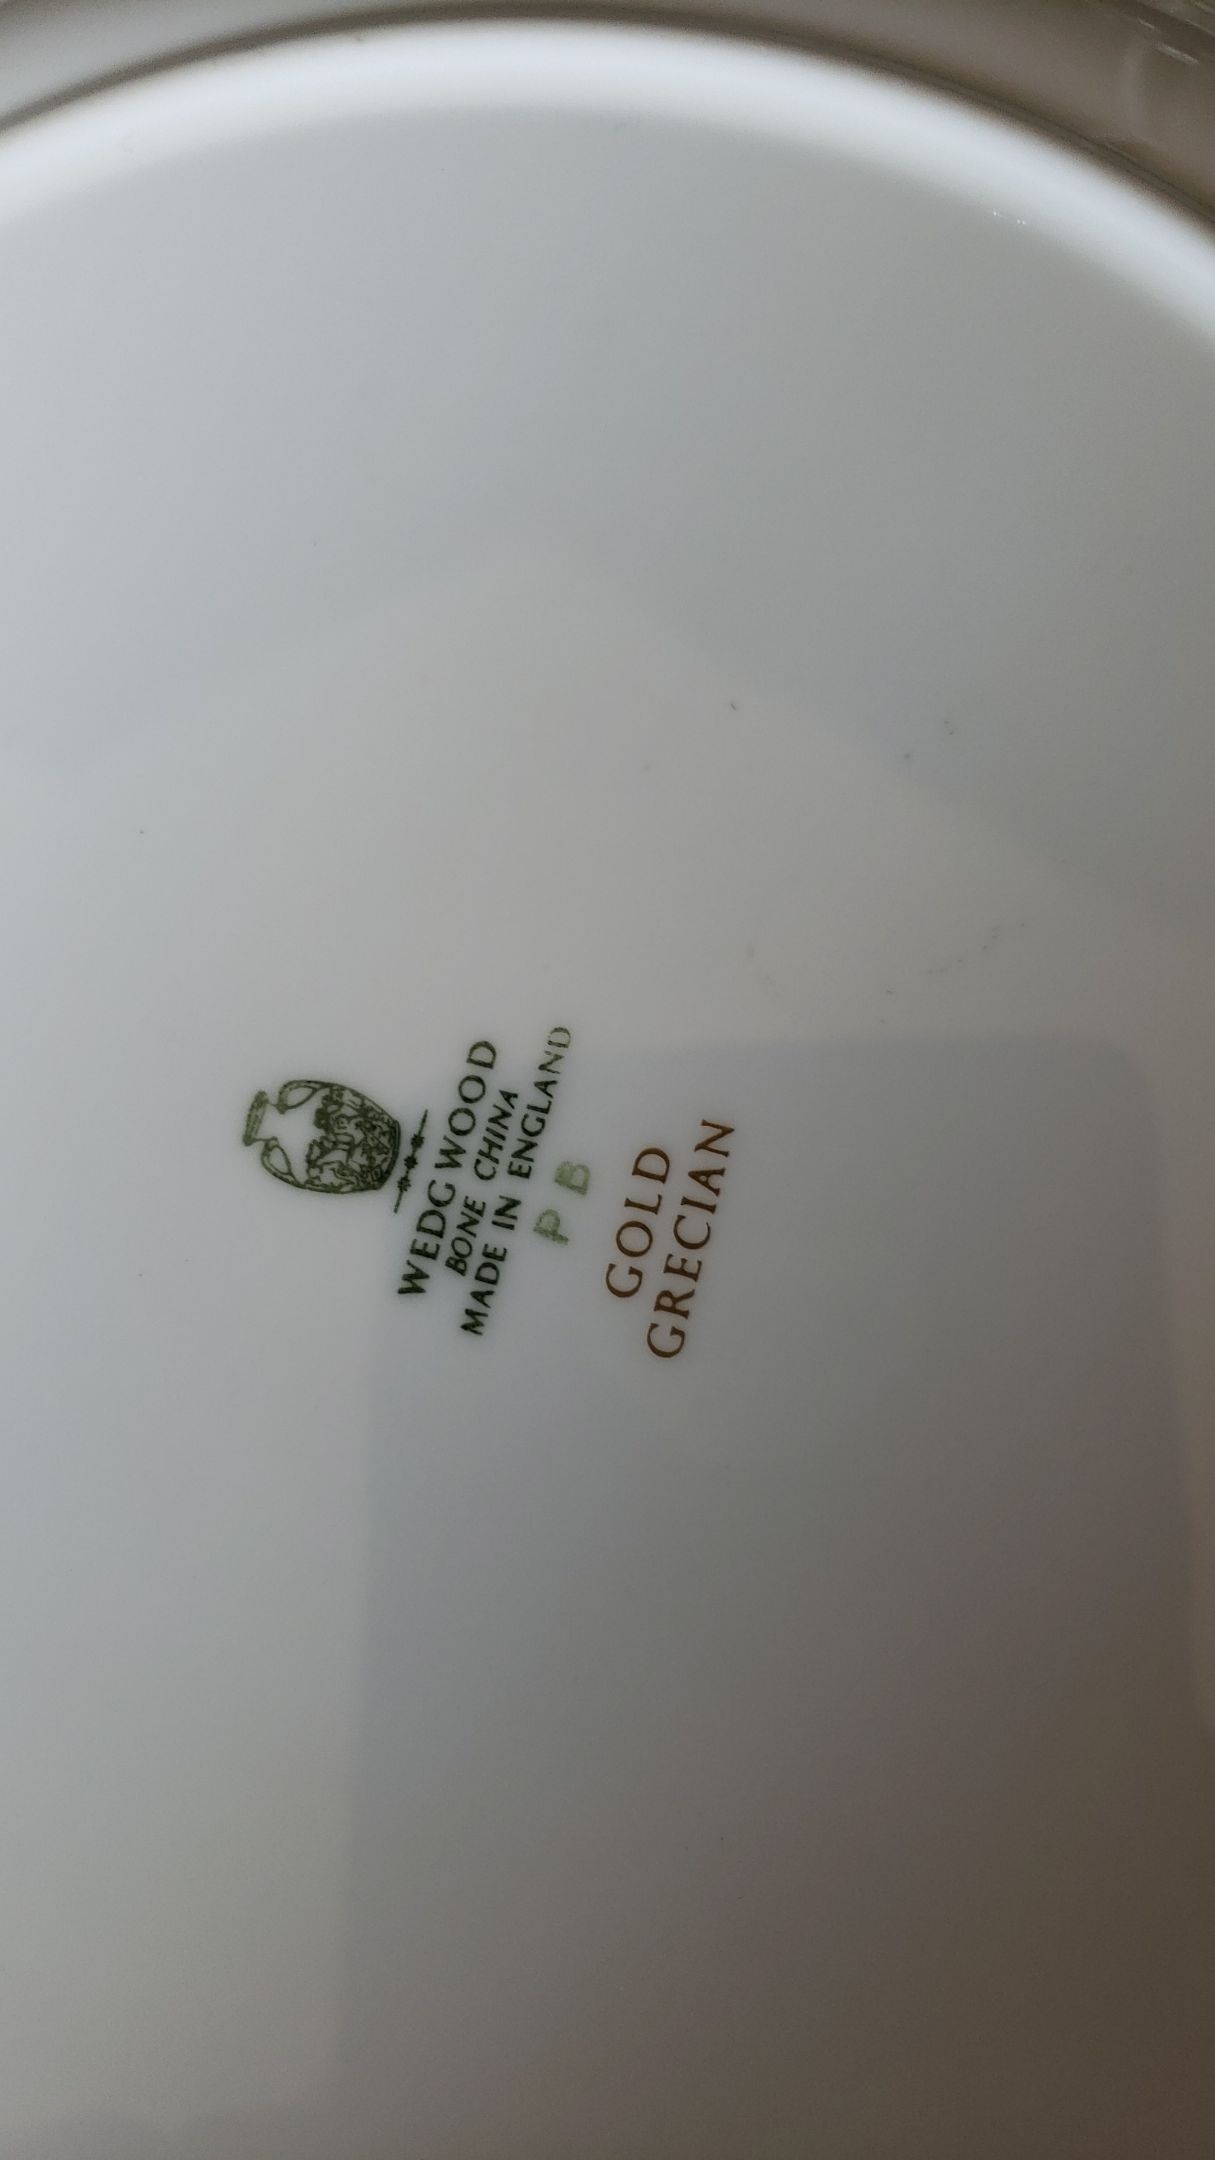 WEDGWOOD
BONE CHINA
MADE IN ENGLAND
P B
GOLD
GRECIAN